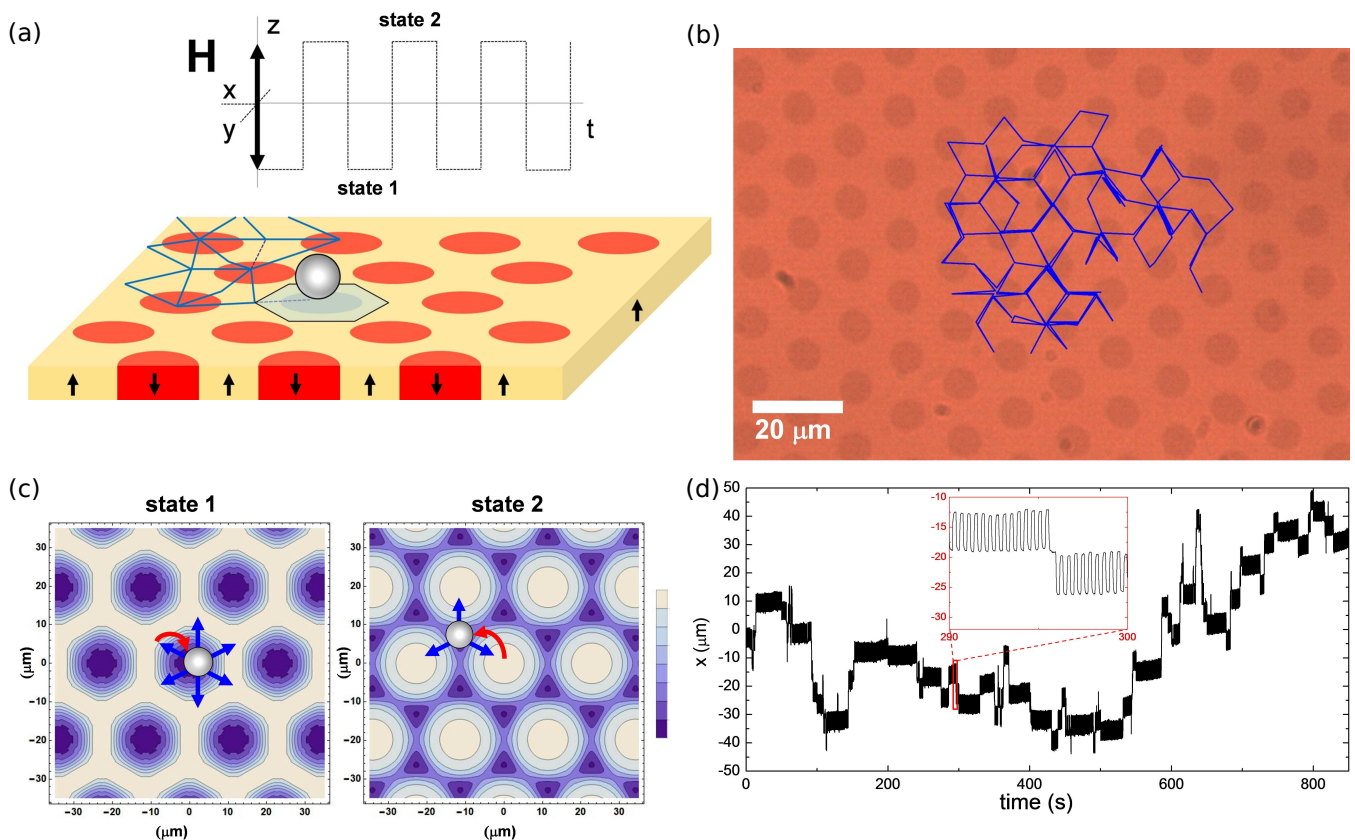 (a)
state 2
z
H
x
y
t
state 1
(b)
20 μm
(c)
state 1
state 2
30
20
10
0
−10
−20
−30
(μm)
−30 −20 −10 0 10 20 30
(μm)
30
20
10
0
−10
−20
−30
−30 −20 −10 0 10 20 30
(μm)
(d)
50
40
30
20
10
0
-10
-20
-30
-40
-50
x (μm)
-10
-15
-20
-25
-30
290 300
0 200 400 600 800
time (s)